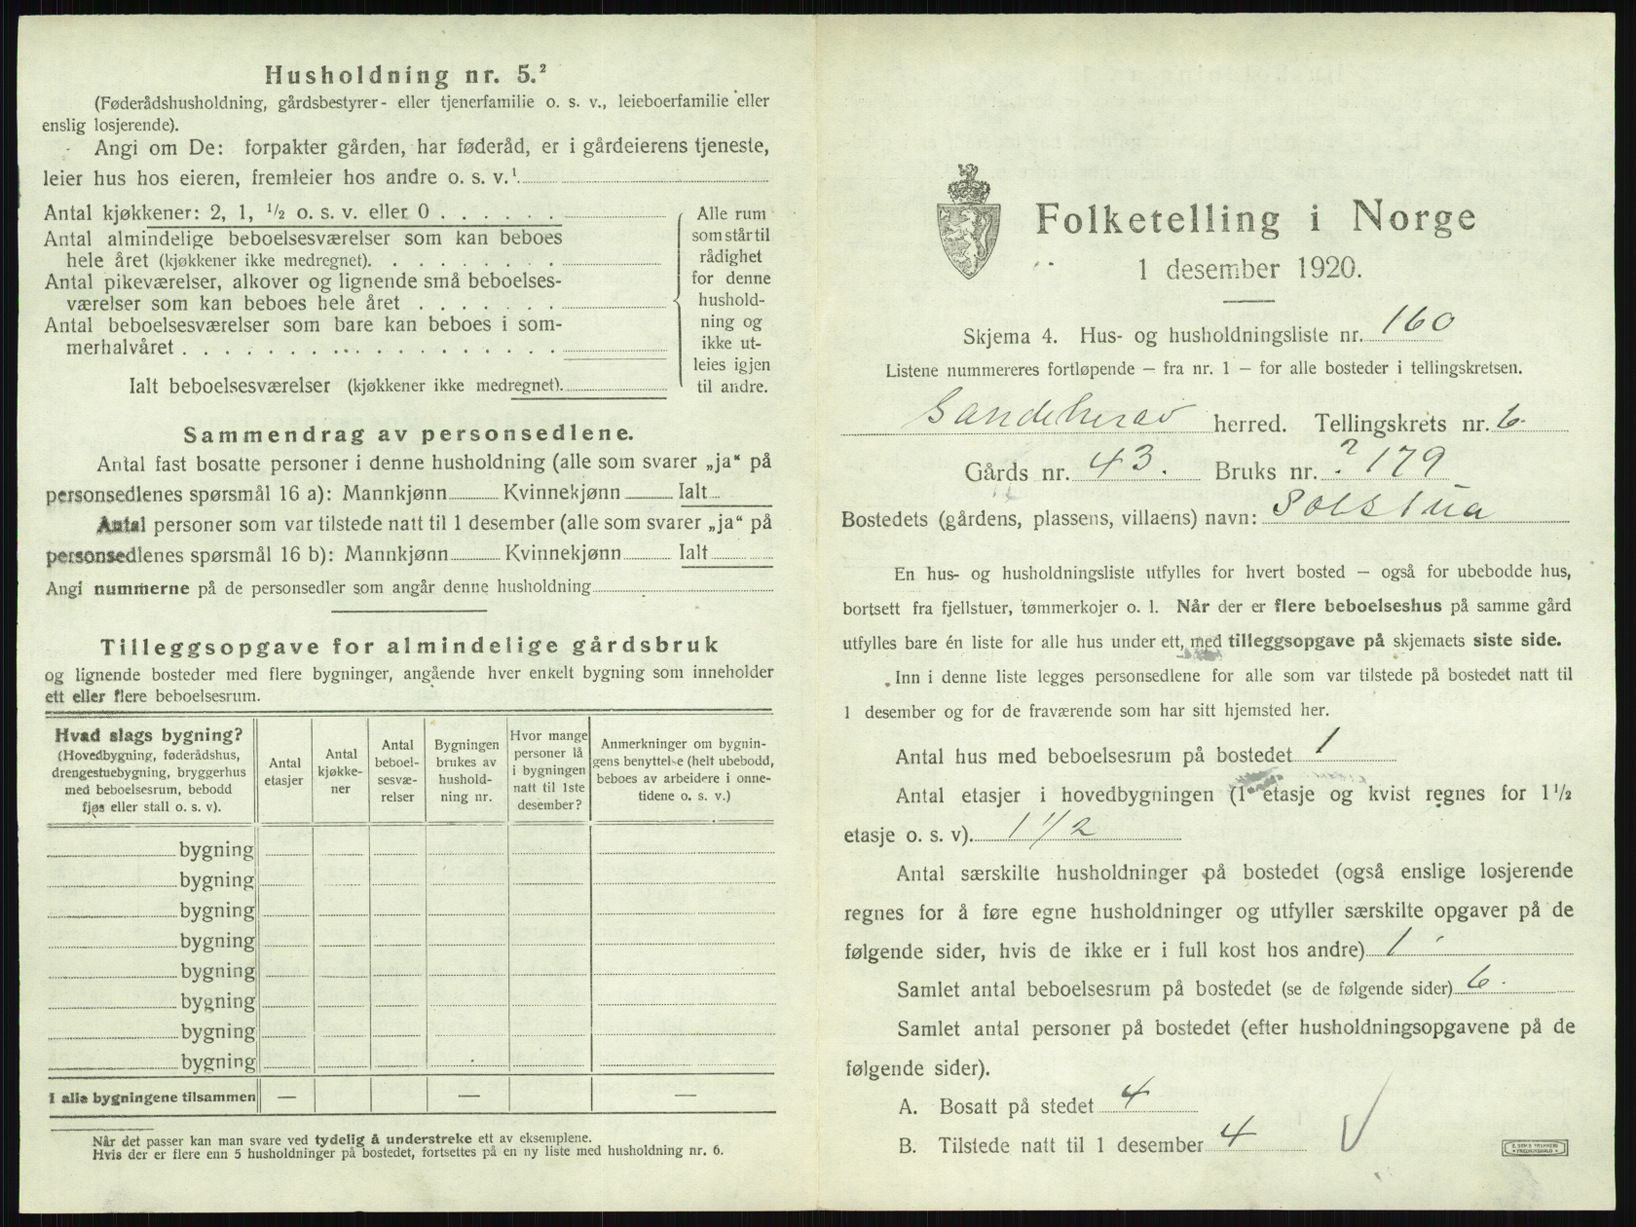 Husholdning nr. 5.²
(Føderådshusholdning, gårdsbestyrer- eller tjenerfamilie o. s. v., leieboerfamilie eller
enslig losjerende).
Angi om De: forpakter gården, har føderåd, er i gårdeierens tjeneste,
leier hus hos eieren, fremleier hos andre o. s. v.¹
Antal kjøkkener: 2, 1, ½ o. s. v. eller 0
Antal almindelige beboelsesværelser som kan beboes
hele året (kjøkkener ikke medregnet).
Antal pikeværelser, alkover og lignende små beboelses-
værelser som kan beboes hele året
Antal beboelsesværelser som bare kan beboes i som-
merhalvåret
Ialt beboelsesværelser (kjøkkener ikke medregnet).
Alle rum
som står til
rådighet
for denne
hushold-
ning og
ikke ut-
leies igjen
til andre.
Sammendrag av personsedlene.
Antal fast bosatte personer i denne husholdning (alle som svarer „ja“ på
personsedlenes spørsmål 16 a): Mannkjønn Kvinnekjønn Ialt
Antal personer som var tilstede natt til 1 desember (alle som svarer „ja“ på
personsedlenes spørsmål 16 b): Mannkjønn Kvinnekjønn Ialt
Angi nummerne på de personsedler som angår denne husholdning
Tilleggsopgave for almindelige gårdsbruk
og lignende bosteder med flere bygninger, angående hver enkelt bygning som inneholder
ett eller flere beboelsesrum.
Hvad slags bygning?
(Hovedbygning, føderådshus,
drengestuebygning, bryggerhus
med beboelsesrum, bebodd
fjøs eller stall o. s. v.).
Antal
etasjer
Antal
kjøkke-
ner
Antal
beboel-
sesvæ-
relser
Bygningen
brukes av
hushold-
ning nr.
Hvor mange
personer lå
i bygningen
natt til 1ste
desember?
Anmerkninger om bygnin-
gens benyttelse (helt ubebodd,
beboes av arbeidere i onne-
tidene o. s. v.)
bygning
bygning
bygning
bygning
bygning
bygning
bygning
bygning
I alle bygningene tilsammen — — —
Når det passer kan man svare ved tydelig å understreke ett av eksemplene.
Hvis der er flere enn 5 husholdninger på bostedet, fortsettes på en ny liste med husholdning nr. 6.
Folketelling i Norge
1 desember 1920.
Skjema 4. Hus- og husholdningsliste nr. 160
Listene nummereres fortløpende — fra nr. 1 — for alle bosteder i tellingskretsen.
Sandeherav herred. Tellingskrets nr. 6.
Gårds nr. 43. Bruks nr. ? 179
Bostedets (gårdens, plassens, villaens) navn: Solstua
En hus- og husholdningsliste utfylles for hvert bosted — også for ubebodde hus,
bortsett fra fjellstuer, tømmerkojer o. l. Når der er flere beboelseshus på samme gård
utfylles bare én liste for alle hus under ett, med tilleggsopgave på skjemaets siste side.
Inn i denne liste legges personsedlene for alle som var tilstede på bostedet natt til
1 desember og for de fraværende som har sitt hjemsted her.
Antal hus med beboelsesrum på bostedet 1
Antal etasjer i hovedbygningen (1 etasje og kvist regnes for 1½
etasje o. s. v). 1 1/2
Antal særskilte husholdninger på bostedet (også enslige losjerende
regnes for å føre egne husholdninger og utfyller særskilte opgaver på de
følgende sider, hvis de ikke er i full kost hos andre) 1
Samlet antal beboelsesrum på bostedet (se de følgende sider) 6.
Samlet antal personer på bostedet (efter husholdningsopgavene på de
følgende sider).
A. Bosatt på stedet 4
B. Tilstede natt til 1 desember 4